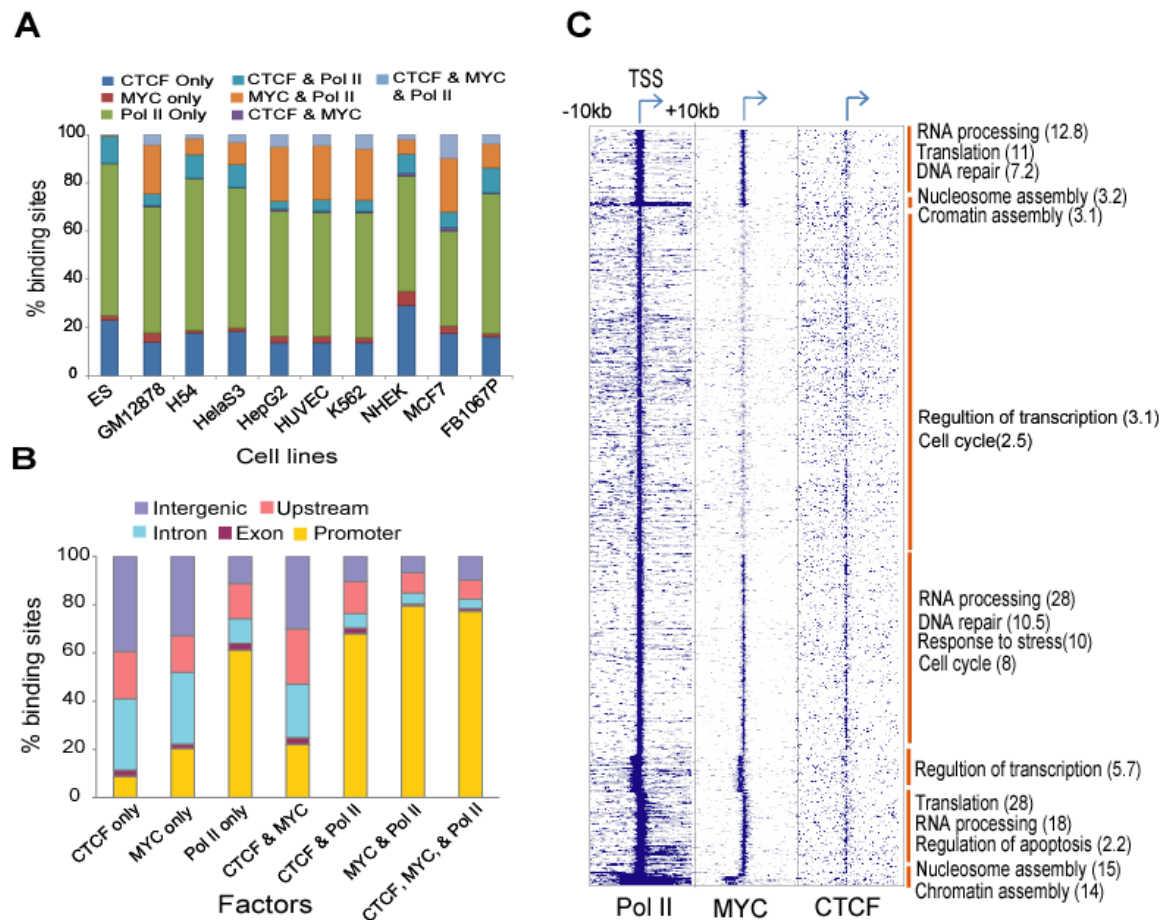 A
CTCF Only
CTCF & Pol II
CTCF & MYC
& Pol II
MYC only
MYC & Pol II
Pol II Only
CTCF & MYC
% binding sites
100
80
60
40
20
0
ES
GM12878
H54
HelaS3
HepG2
HUVEC
K562
NHEK
MCF7
FB1067P
Cell lines
B
Intergenic
Upstream
Intron
Exon
Promoter
% binding sites
100
80
60
40
20
0
CTCF only
MYC only
Pol II only
CTCF & MYC
CTCF & Pol II
MYC & Pol II
CTCF, MYC, & Pol II
Factors
C
TSS
-10kb
+10kb
RNA processing (12.8)
Translation (11)
DNA repair (7.2)
Nucleosome assembly (3.2)
Cromatin assembly (3.1)
Regultion of transcription (3.1)
Cell cycle(2.5)
RNA processing (28)
DNA repair (10.5)
Response to stress(10)
Cell cycle (8)
Regultion of transcription (5.7)
Translation (28)
RNA processing (18)
Regulation of apoptosis (2.2)
Nucleosome assembly (15)
Chromatin assembly (14)
Pol II
MYC
CTCF